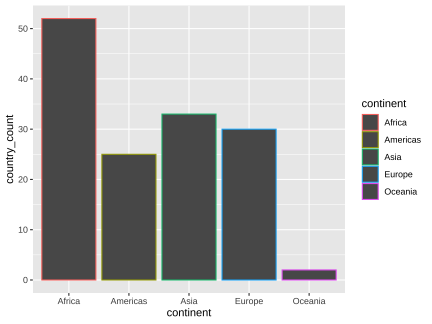 50
40
30
20
10
0
country_count
Africa Americas Asia Europe Oceania
continent
continent
Africa
Americas
Asia
Europe
Oceania